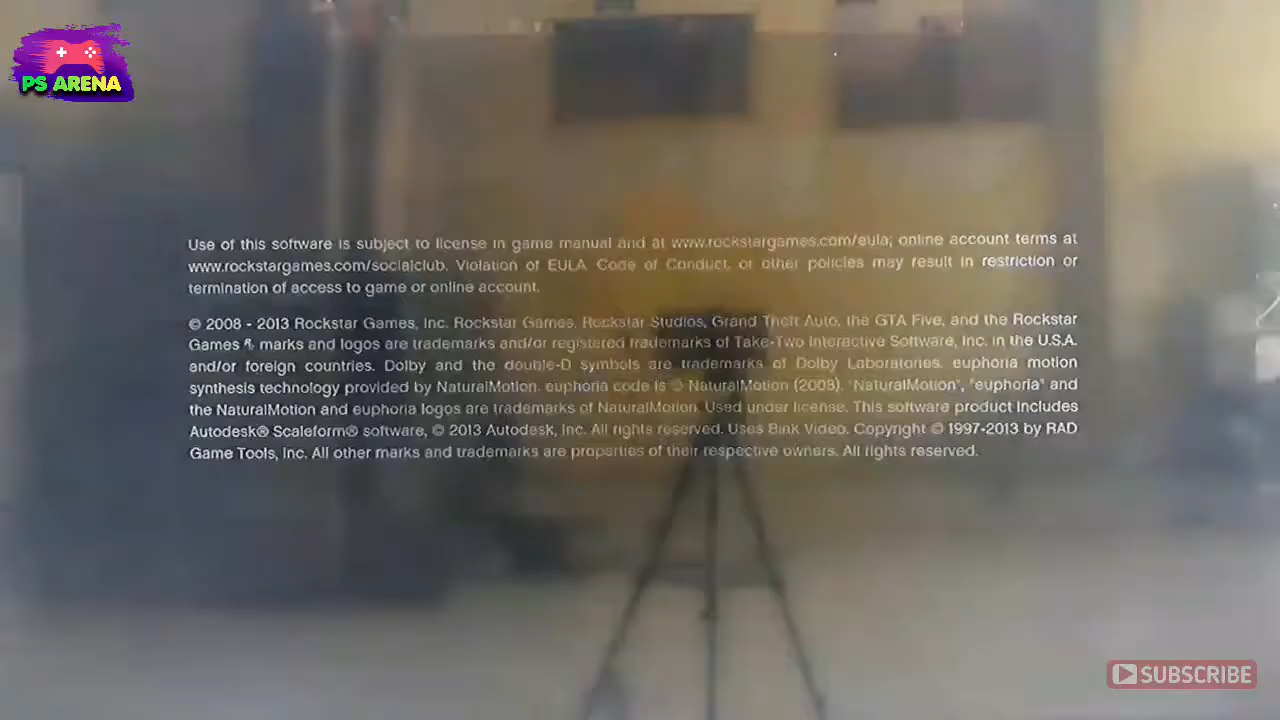 PS ARENA
Use of this software is subject to license in game manual and at www.rockstargames.com/eula; online account terms at
www.rockstargames.com/socialclub. Violation of EULA, Code of Conduct, or other policies may result in restriction or
termination of access to game or online account.
© 2008 - 2013 Rockstar Games, Inc. Rockstar Games, Rockstar Studios, Grand Theft Auto, the GTA Five, and the Rockstar
Games R* marks and logos are trademarks and/or registered trademarks of Take-Two Interactive Software, Inc. in the U.S.A.
and/or foreign countries. Dolby and the double-D symbols are trademarks of Dolby Laboratories. euphoria motion
synthesis technology provided by NaturalMotion. euphoria code is © NaturalMotion (2008). "NaturalMotion", "euphoria" and
the NaturalMotion and euphoria logos are trademarks of NaturalMotion. Used under license. This software product includes
Autodesk® Scaleform® software, © 2013 Autodesk, Inc. All rights reserved. Uses Bink Video. Copyright © 1997-2013 by RAD
Game Tools, Inc. All other marks and trademarks are properties of their respective owners. All rights reserved.
SUBSCRIBE